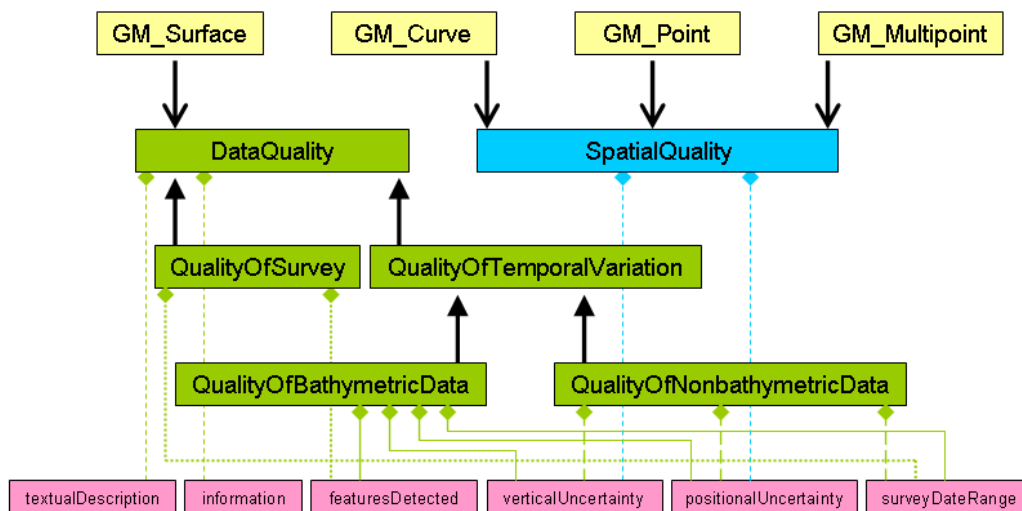 GM_Surface
GM_Curve
GM_Point
GM_Multipoint
DataQuality
SpatialQuality
QualityOfSurvey
QualityOfTemporalVariation
QualityOfBathymetricData
QualityOfNonbathymetricData
textualDescription
information
featuresDetected
verticalUncertainty
positionalUncertainty
surveyDateRange